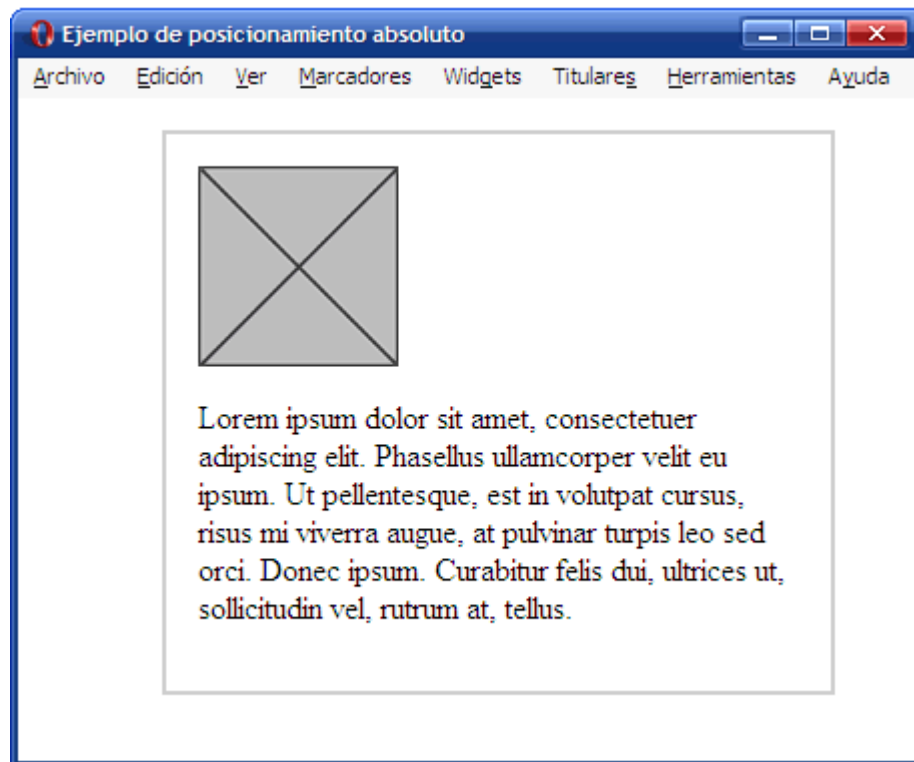 Ejemplo de posicionamiento absoluto
Archivo Edición Ver Marcadores Widgets Titulares Herramientas Ayuda
Lorem ipsum dolor sit amet, consectetuer
adipiscing elit. Phasellus ullamcorper velit eu
ipsum. Ut pellentesque, est in volutpat cursus,
risus mi viverra augue, at pulvinar turpis leo sed
orci. Donec ipsum. Curabitur felis dui, ultrices ut,
sollicitudin vel, rutrum at, tellus.